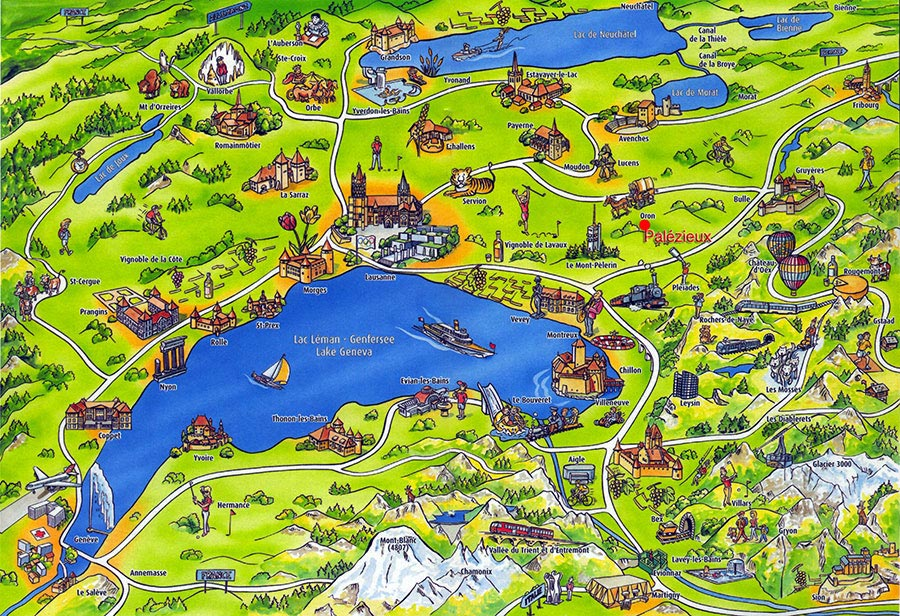 FRANCE
Neuchâtel
Bienne
L'Auberson
Ste-Croix
Grandson
Lac de Neuchâtel
Canal
de la Thièle
Lac de
Bienne
Canal
de la Broye
Vallorbe
Mt d'Orzeires
Orbe
Yverdon-les-Bains
Yvonand
Estavayer-le-Lac
Lac de Morat
Morat
Fribourg
Romainmôtier
Echallens
Payerne
Avenches
Lac de Joux
Moudon
Lucens
Gruyères
La Sarraz
Servion
Oron
Bulle
Palézieux
Vignoble de Lavaux
Le Mont-Pèlerin
Vignoble de la Côte
Lausanne
Château-
d'Oex
Rougemont
St-Cergue
Morges
Pléiades
Prangins
St-Prex
Rolle
Vevey
Rochers-de-Naye
Gstaad
Lac Léman - Genfersee
Lake Geneva
Montreux
Nyon
Chillon
Evian-les-Bains
Le Bouveret
Villeneuve
Leysin
Les Mosses
Coppet
Thonon-les-Bains
Les Diablerets
Yvoire
Aigle
Glacier 3000
Hermance
Villars
Bex
Gryon
Genève
Mont-Blanc
(4807)
Vallée du Trient et d'Entremont
Lavey-les-Bains
Annemasse
FRANCE
Chamonix
Evionnaz
Le Salève
Martigny
Sion